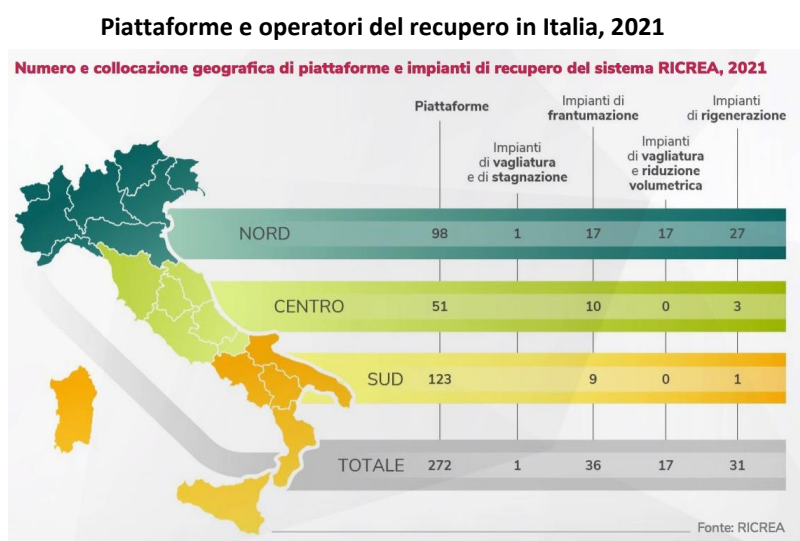 Piattaforme e operatori del recupero in Italia, 2021
Numero e collocazione geografica di piattaforme e impianti di recupero del sistema RICREA, 2021
Piattaforme
Impianti
di vagliatura
e di stagnazione
Impianti di
frantumazione
Impianti
di vagliatura
e riduzione
volumetrica
Impianti
di rigenerazione
NORD 98 1 17 17 27
CENTRO 51 10 0 3
SUD 123 9 0 1
TOTALE 272 1 36 17 31
Fonte: RICREA